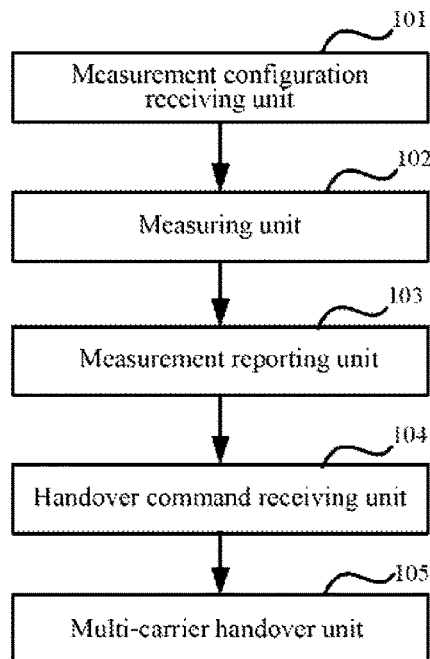 101
Measurement configuration
receiving unit
102
Measuring unit
103
Measurement reporting unit
104
Handover command receiving unit
105
Multi-carrier handover unit